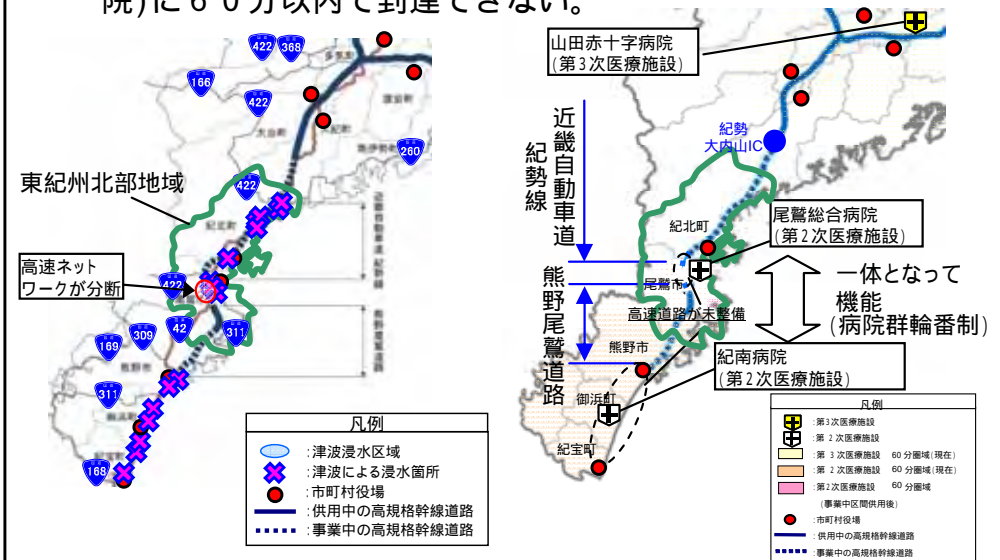 院)に60分以内で到達できない。
422
368
166
422
260
東紀州北部地域
422
高速ネット
ワークが分断
422
42
309
169
311
311
168
凡例
:津波浸水区域
:津波による浸水箇所
:市町村役場
:供用中の高規格幹線道路
:事業中の高規格幹線道路
山田赤十字病院
(第3次医療施設)
近畿自動車道
紀勢線
紀勢
大内山IC
紀北町
尾鷲総合病院
(第2次医療施設)
尾鷲市
高速道路が未整備
熊野尾鷲道路
一体となって
機能
(病院群輪番制)
熊野市
紀南病院
(第2次医療施設)
御浜町
紀宝町
凡例
:第3次医療施設
:第2次医療施設
:第3次医療施設 60分圏域(現在)
:第2次医療施設 60分圏域(現在)
:第2次医療施設 60分圏域
(事業中区間供用後)
:市町村役場
:供用中の高規格幹線道路
:事業中の高規格幹線道路